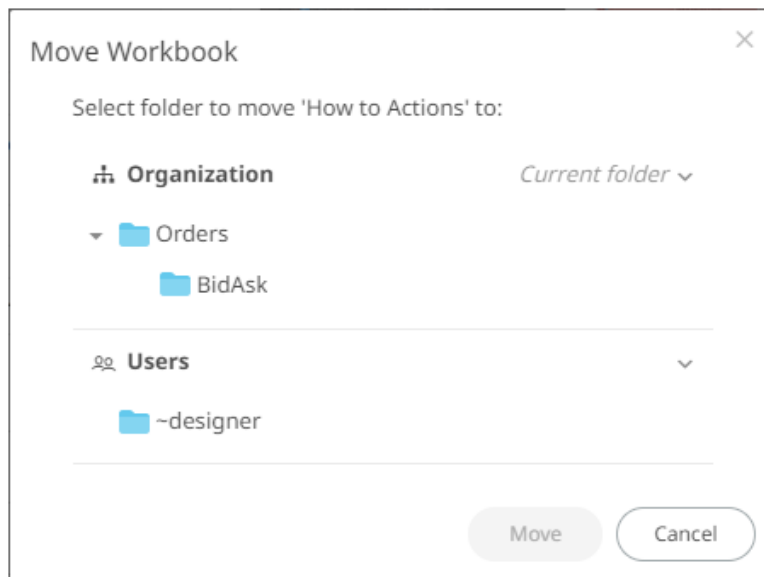 Move Workbook
Select folder to move 'How to Actions' to:
Organization Current folder
Orders
BidAsk
Users
~designer
Move Cancel